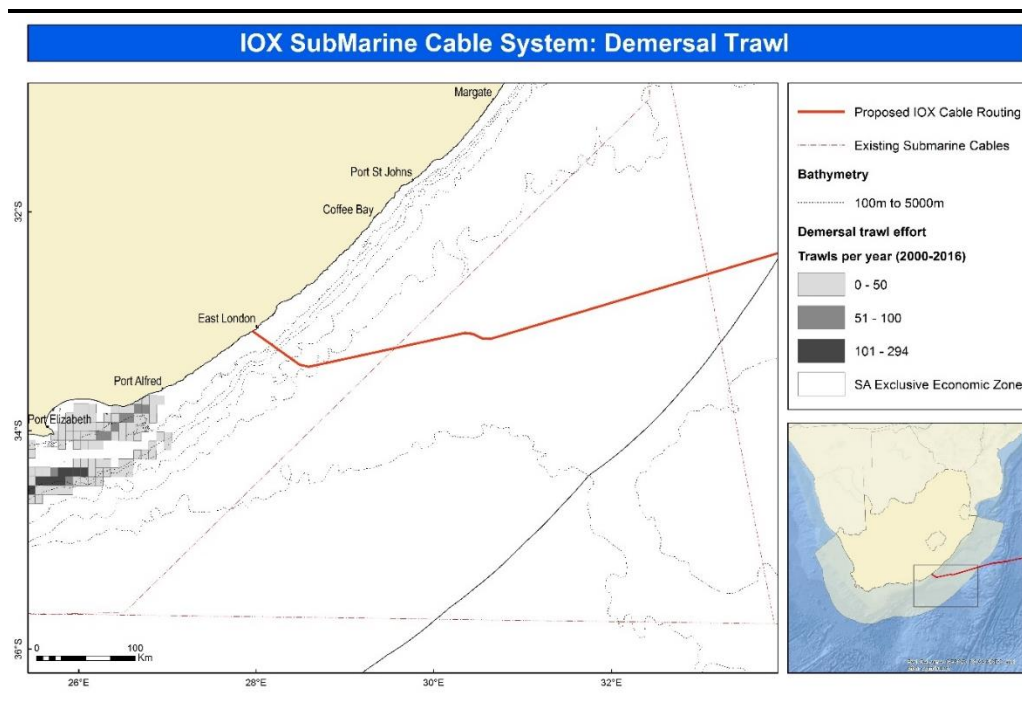 IOX SubMarine Cable System: Demersal Trawl
Margate
Port St Johns
Coffee Bay
East London
Port Alfred
Port Elizabeth
32°S
34°S
36°S
0 100
Km
26°E 28°E 30°E 32°E
Proposed IOX Cable Routing
Existing Submarine Cables
Bathymetry
100m to 5000m
Demersal trawl effort
Trawls per year (2000-2016)
0 - 50
51 - 100
101 - 294
SA Exclusive Economic Zone